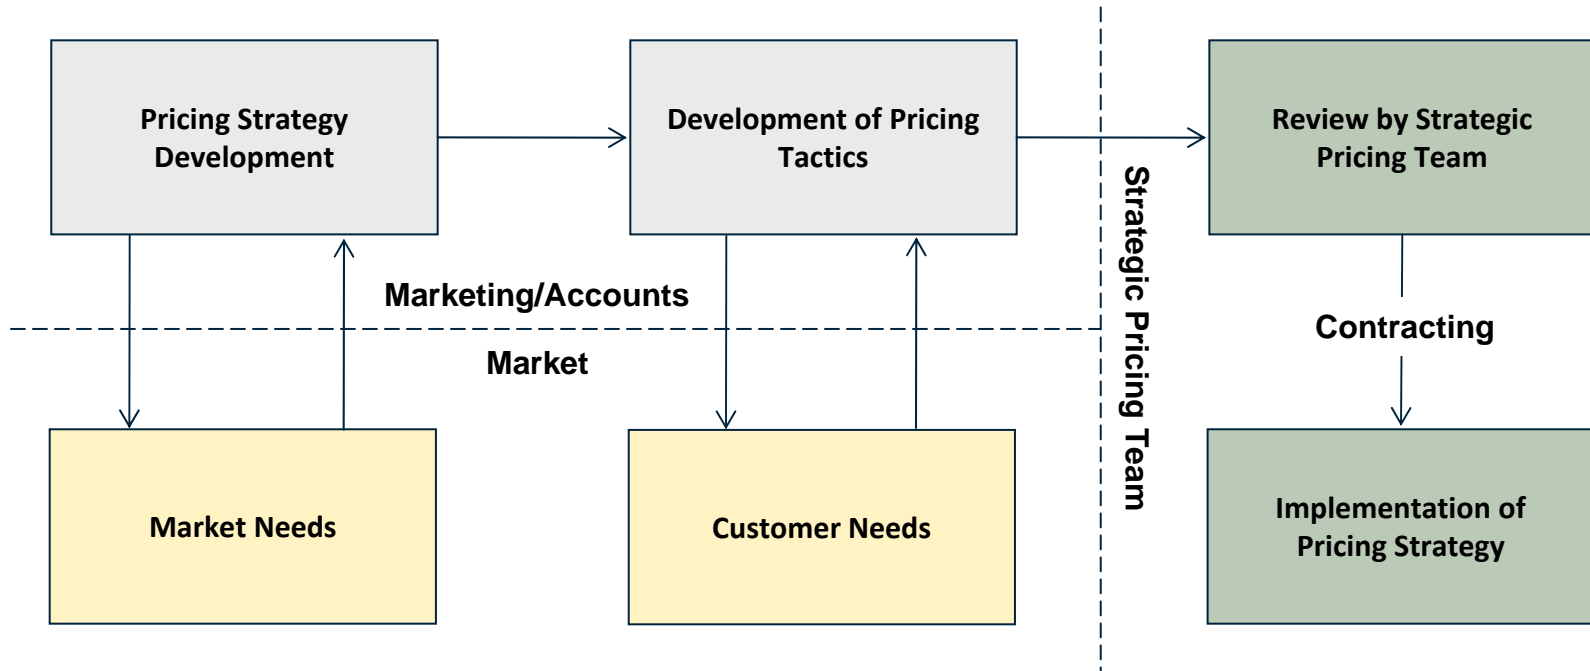 Pricing Strategy
Development
Development of Pricing
Tactics
Review by Strategic
Pricing Team
Marketing/Accounts
Market
Strategic Pricing Team
Contracting
Market Needs
Customer Needs
Implementation of
Pricing Strategy